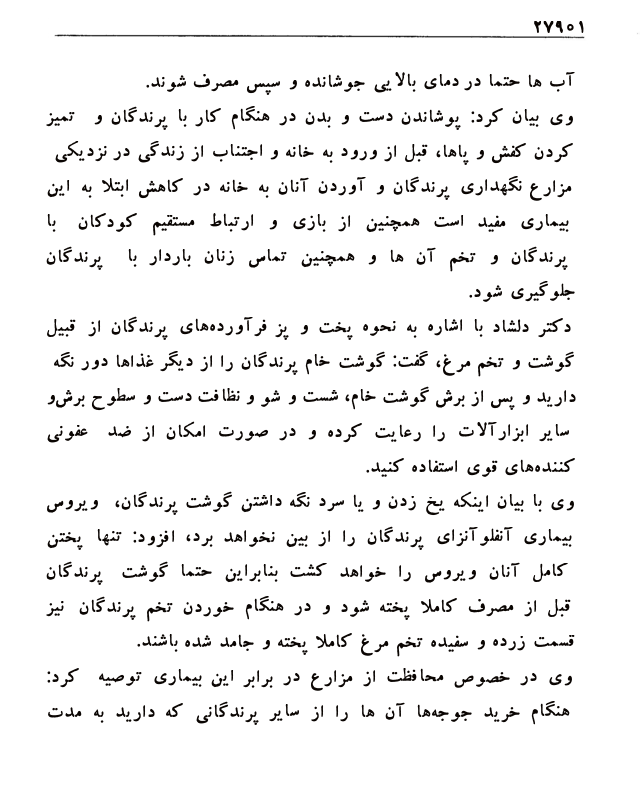 ۲۷۹۰۱
آب ها حتما در دمای بالایی جوشانده و سپس مصرف شوند.
وی بیان کرد: پوشاندن دست و بدن در هنگام کار با پرندگان و تمیز
کردن کفش و پاها، قبل از ورود به خانه و اجتناب از زندگی در نزدیکی
مزارع نگهداری پرندگان و آوردن آنان به خانه در کاهش ابتلا به این
بیماری مفید است همچنین از بازی و ارتباط مستقیم کودکان با
پرندگان و تخم آن ها و همچنین تماس زنان باردار با پرندگان
جلوگیری شود.
دکتر دلشاد با اشاره به نحوه پخت و پز فرآورده‌های پرندگان از قبیل
گوشت و تخم مرغ، گفت: گوشت خام پرندگان را از دیگر غذاها دور نگه
دارید و پس از برش گوشت خام، شست و شو و نظافت دست و سطوح برش‌و
سایر ابزارآلات را رعایت کرده و در صورت امکان از ضد عفونی
کننده‌های قوی استفاده کنید.
وی با بیان اینکه یخ زدن و یا سرد نگه داشتن گوشت پرندگان، ویروس
بیماری آنفلوآنزای پرندگان را از بین نخواهد برد، افزود: تنها پختن
کامل آنان ویروس را خواهد کشت بنابراین حتما گوشت پرندگان
قبل از مصرف کاملا پخته شود و در هنگام خوردن تخم پرندگان نیز
قسمت زرده و سفیده تخم مرغ کاملا پخته و جامد شده باشند.
وی در خصوص محافظت از مزارع در برابر این بیماری توصیه کرد:
هنگام خرید جوجه‌ها آن ها را از سایر پرندگانی که دارید به مدت